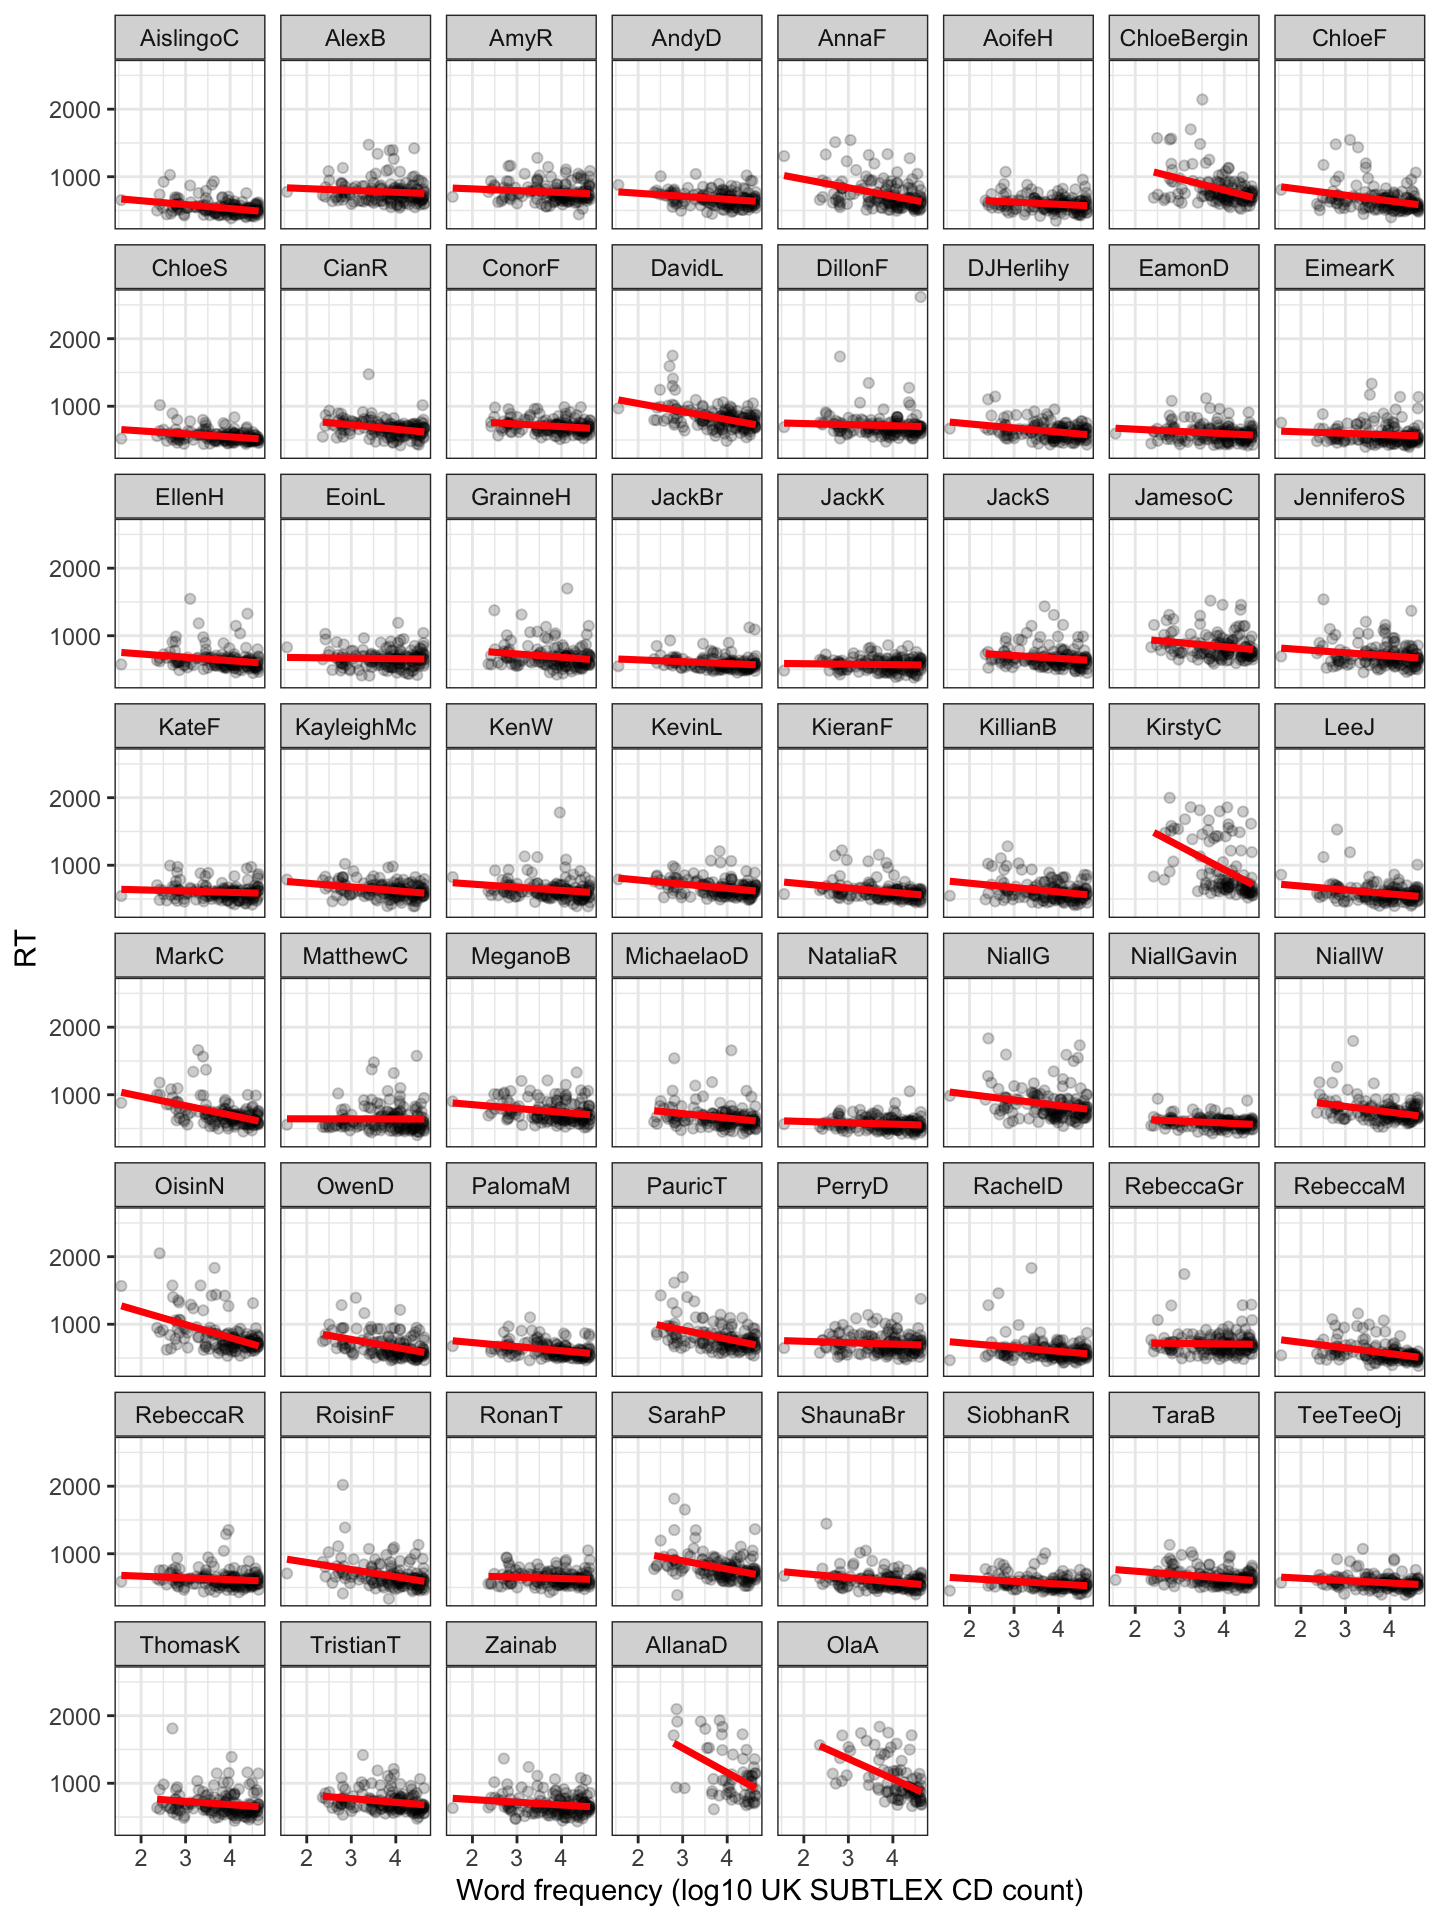 AislingoC AlexB AmyR AndyD AnnaF AoifeH ChloeBergin ChloeF
2000
1000
ChloeS CianR ConorF DavidL DillonF DJHerlihy EamonD EimearK
2000
1000
EllenH EoinL GrainneH JackBr JackK JackS JamesoC JenniferoS
2000
1000
KateF KayleighMc KenW KevinL KieranF KillianB KirstyC LeeJ
2000
1000
RT
MarkC MatthewC MeganoB MichaelaoD NataliaR NiallG NiallGavin NiallW
2000
1000
OisinN OwenD PalomaM PauricT PerryD RachelD RebeccaGr RebeccaM
2000
1000
RebeccaR RoisinF RonanT SarahP ShaunaBr SiobhanR TaraB TeeTeeOj
2000
1000
2 3 4 2 3 4 2 3 4
ThomasK TristianT Zainab AllanaD OlaA
2000
1000
2 3 4 2 3 4 2 3 4 2 3 4 2 3 4
Word frequency (log10 UK SUBTLEX CD count)